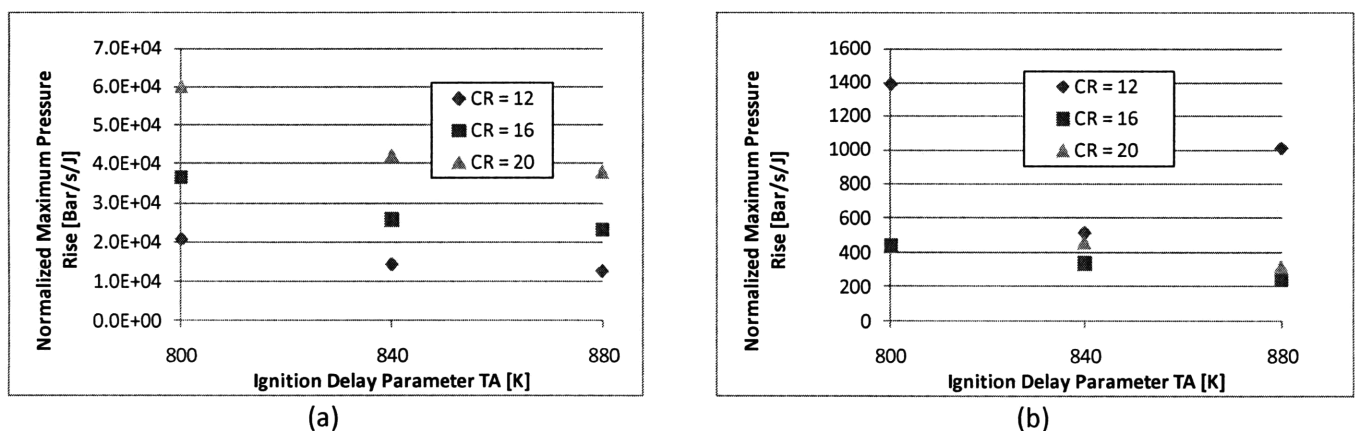 Normalized Maximum Pressure
Rise [Bar/s/J]
7.0E+04
6.0E+04
5.0E+04
4.0E+04
3.0E+04
2.0E+04
1.0E+04
0.0E+00
CR = 12
CR = 16
CR = 20
800
840
880
Ignition Delay Parameter TA [K]
(a)
Normalized Maximum Pressure
Rise [Bar/s/J]
1600
1400
1200
1000
800
600
400
200
0
CR = 12
CR = 16
CR = 20
800
840
880
Ignition Delay Parameter TA [K]
(b)